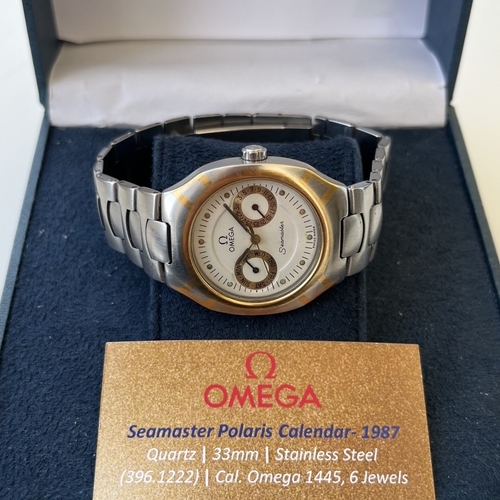 Ω
OMEGA
Seamaster
Ω
OMEGA
Seamaster Polaris Calendar- 1987
Quartz | 33mm | Stainless Steel
(396.1222) | Cal. Omega 1445, 6 Jewels